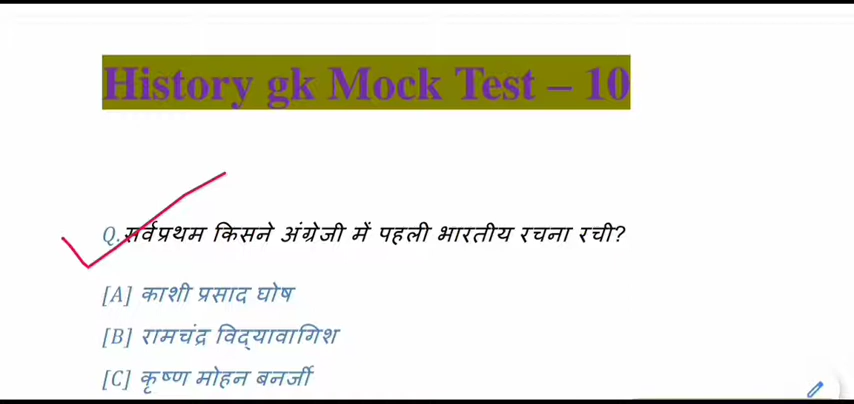 History gk Mock Test – 10
Q.सर्वप्रथम किसने अंग्रेजी में पहली भारतीय रचना रची?
[A] काशी प्रसाद घोष
[B] रामचंद्र विद्यावागिश
[C] कृष्ण मोहन बनर्जी